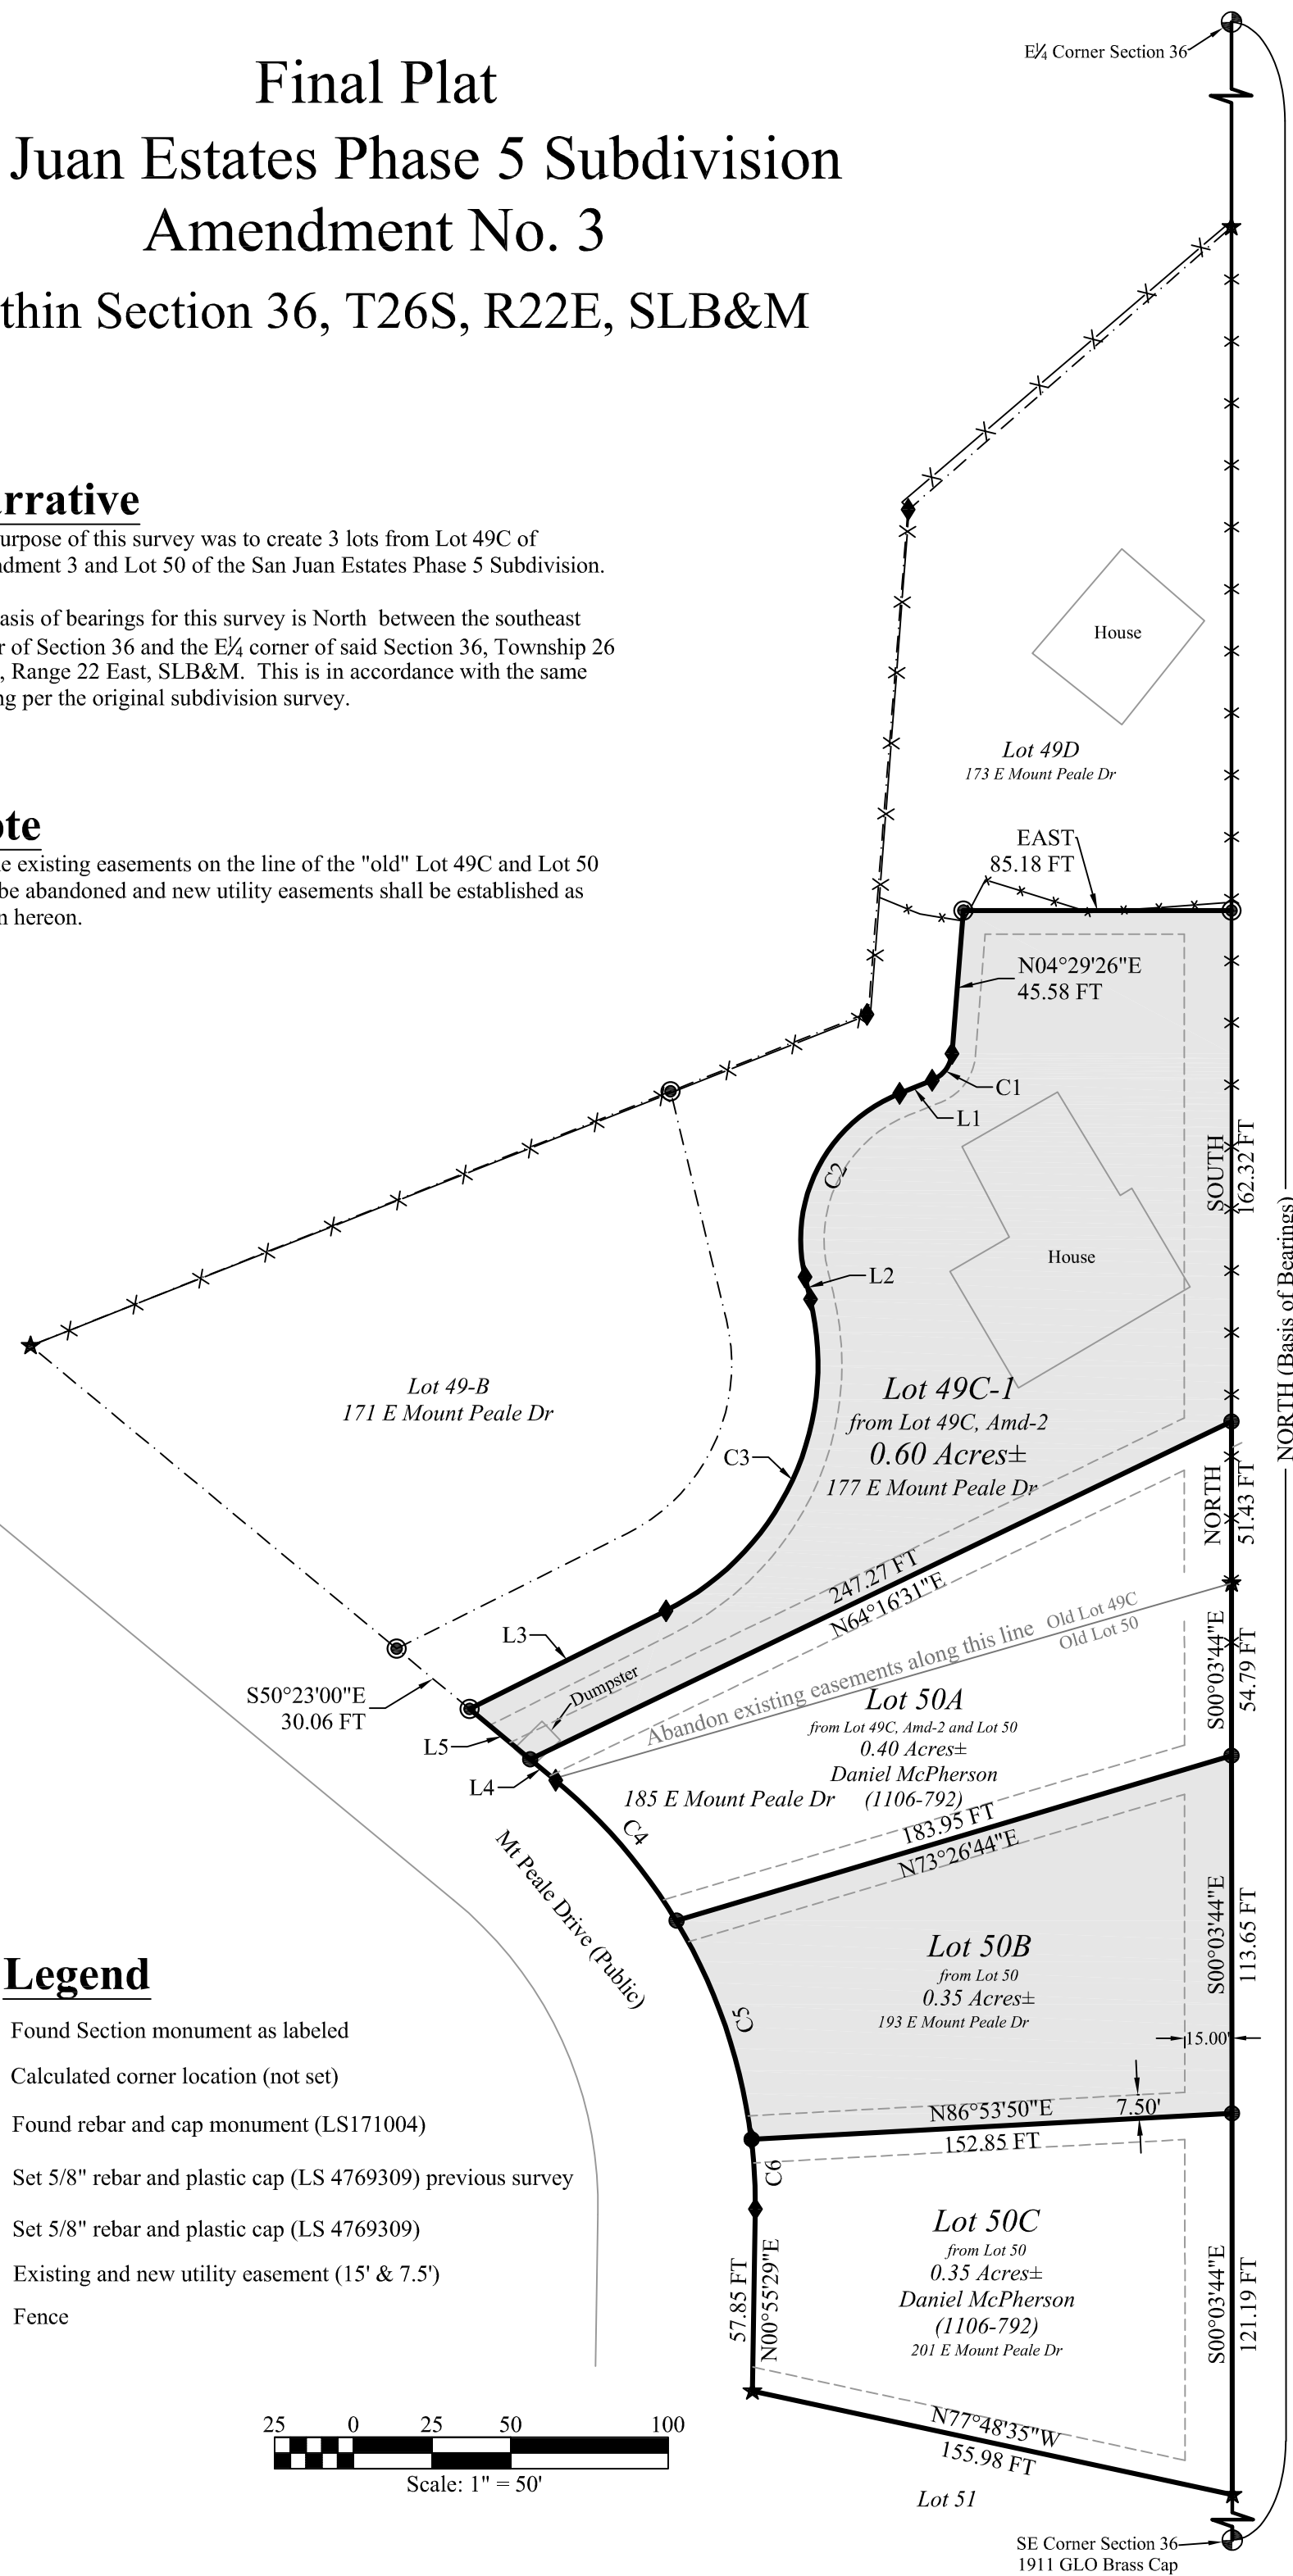 Final Plat
Juan Estates Phase 5 Subdivision
Amendment No. 3
thin Section 36, T26S, R22E, SLB&M
E¼ Corner Section 36
arrative
urpose of this survey was to create 3 lots from Lot 49C of
ndment 3 and Lot 50 of the San Juan Estates Phase 5 Subdivision.
asis of bearings for this survey is North between the southeast
r of Section 36 and the E¼ corner of said Section 36, Township 26
, Range 22 East, SLB&M. This is in accordance with the same
ng per the original subdivision survey.
House
Lot 49D
173 E Mount Peale Dr
ote
e existing easements on the line of the "old" Lot 49C and Lot 50
be abandoned and new utility easements shall be established as
n hereon.
EAST
85.18 FT
N04°29'26"E
45.58 FT
C1
L1
C2
SOUTH
162.32 FT
NORTH (Basis of Bearings)
House
L2
Lot 49-B
171 E Mount Peale Dr
Lot 49C-1
from Lot 49C, Amd-2
0.60 Acres±
177 E Mount Peale Dr
C3
NORTH
51.43 FT
247.27 FT
N64°16'31"E
L3
Dumpster
Old Lot 49C
Old Lot 50
Abandon existing easements along this line
S00°03'44"E
54.79 FT
S50°23'00"E
30.06 FT
L5
L4
Lot 50A
from Lot 49C, Amd-2 and Lot 50
0.40 Acres±
Daniel McPherson
185 E Mount Peale Dr (1106-792)
C4
183.95 FT
N73°26'44"E
Mt Peale Drive (Public)
Lot 50B
from Lot 50
0.35 Acres±
193 E Mount Peale Dr
S00°03'44"E
113.65 FT
C5
15.00'
7.50'
N86°53'50"E
152.85 FT
C6
Legend
Found Section monument as labeled
Calculated corner location (not set)
Found rebar and cap monument (LS171004)
Set 5/8" rebar and plastic cap (LS 4769309) previous survey
Set 5/8" rebar and plastic cap (LS 4769309)
Existing and new utility easement (15' & 7.5')
Fence
Lot 50C
from Lot 50
0.35 Acres±
Daniel McPherson
(1106-792)
201 E Mount Peale Dr
57.85 FT
N00°55'29"E
S00°03'44"E
121.19 FT
N77°48'35"W
155.98 FT
25 0 25 50 100
Scale: 1" = 50'
Lot 51
SE Corner Section 36
1911 GLO Brass Cap